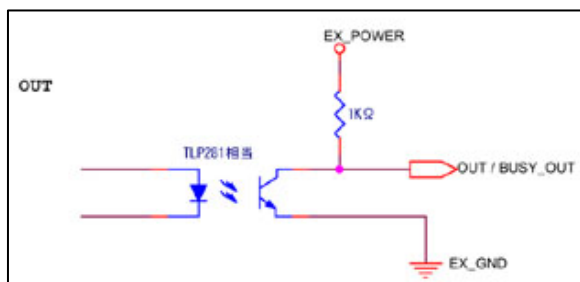 EX_POWER
OUT
1KΩ
TLP281相当
OUT / BUSY_OUT
EX_GND